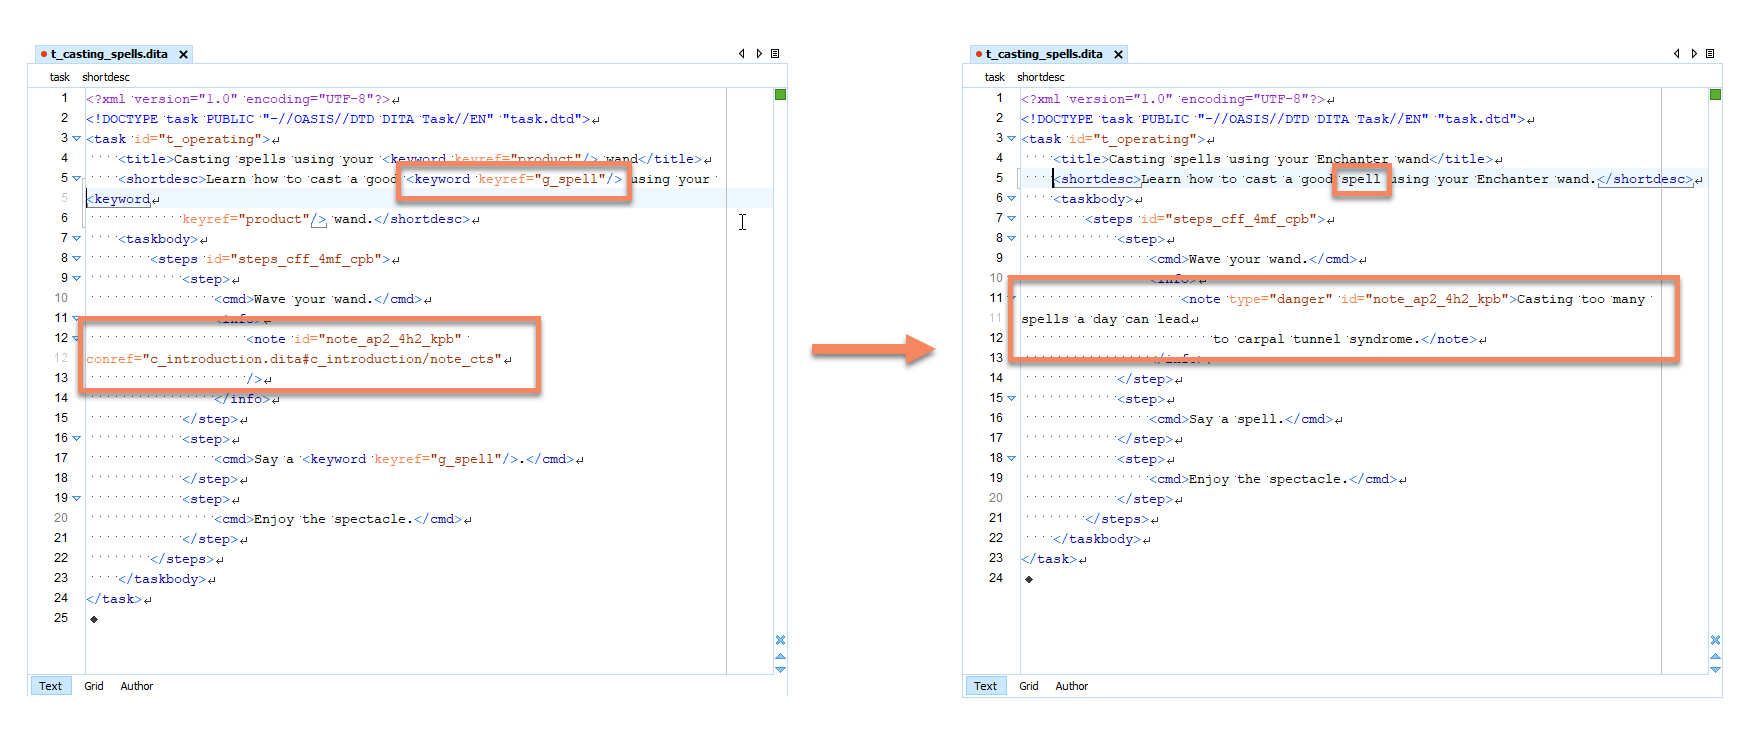 t_casting_spells.dita
task shortdesc
1 <?xml version="1.0" encoding="UTF-8"?>
2 <!DOCTYPE task PUBLIC "-//OASIS//DTD DITA Task//EN" "task.dtd">
3 <task id="t_operating">
4 <title>Casting spells using your <keyword keyref="product"/> wand</title>
5 <shortdesc>Learn how to cast a good <keyword keyref="g_spell"/> using your
5 <keyword
6 keyref="product"/> wand.</shortdesc>
7 <taskbody>
8 <steps id="steps_cff_4mf_cpb">
9 <step>
10 <cmd>Wave your wand.</cmd>
11 <info>
12 <note id="note_ap2_4h2_kpb"
12 conref="c_introduction.dita#c_introduction/note_cts"
13 />
14 </info>
15 </step>
16 <step>
17 <cmd>Say a <keyword keyref="g_spell"/>.</cmd>
18 </step>
19 <step>
20 <cmd>Enjoy the spectacle.</cmd>
21 </step>
22 </steps>
23 </taskbody>
24 </task>
25
Text Grid Author
t_casting_spells.dita
task shortdesc
1 <?xml version="1.0" encoding="UTF-8"?>
2 <!DOCTYPE task PUBLIC "-//OASIS//DTD DITA Task//EN" "task.dtd">
3 <task id="t_operating">
4 <title>Casting spells using your Enchanter wand</title>
5 <shortdesc>Learn how to cast a good spell using your Enchanter wand.</shortdesc>
6 <taskbody>
7 <steps id="steps_cff_4mf_cpb">
8 <step>
9 <cmd>Wave your wand.</cmd>
10 <info>
11 <note type="danger" id="note_ap2_4h2_kpb">Casting too many
11 spells a day can lead
12 to carpal tunnel syndrome.</note>
13 </info>
14 </step>
15 <step>
16 <cmd>Say a spell.</cmd>
17 </step>
18 <step>
19 <cmd>Enjoy the spectacle.</cmd>
20 </step>
21 </steps>
22 </taskbody>
23 </task>
24
Text Grid Author